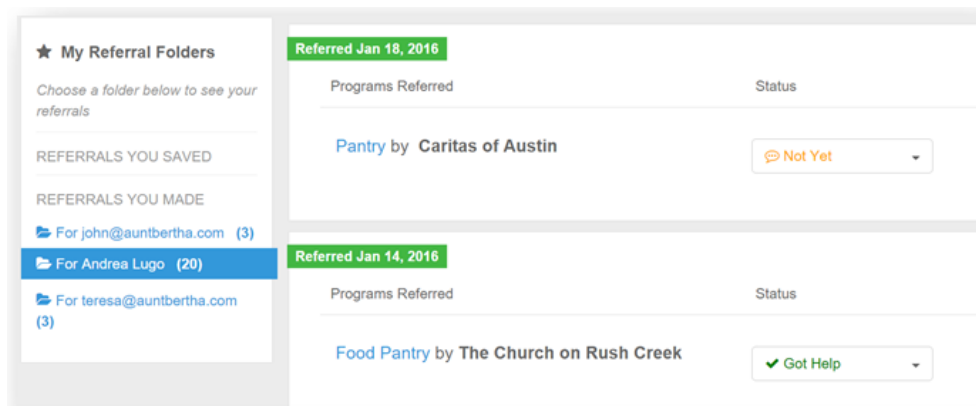 My Referral Folders
Choose a folder below to see your
referrals
REFERRALS YOU SAVED
REFERRALS YOU MADE
For john@auntbertha.com (3)
For Andrea Lugo (20)
For teresa@auntbertha.com
(3)
Referred Jan 18, 2016
Programs Referred Status
Pantry by Caritas of Austin Not Yet
Referred Jan 14, 2016
Programs Referred Status
Food Pantry by The Church on Rush Creek Got Help